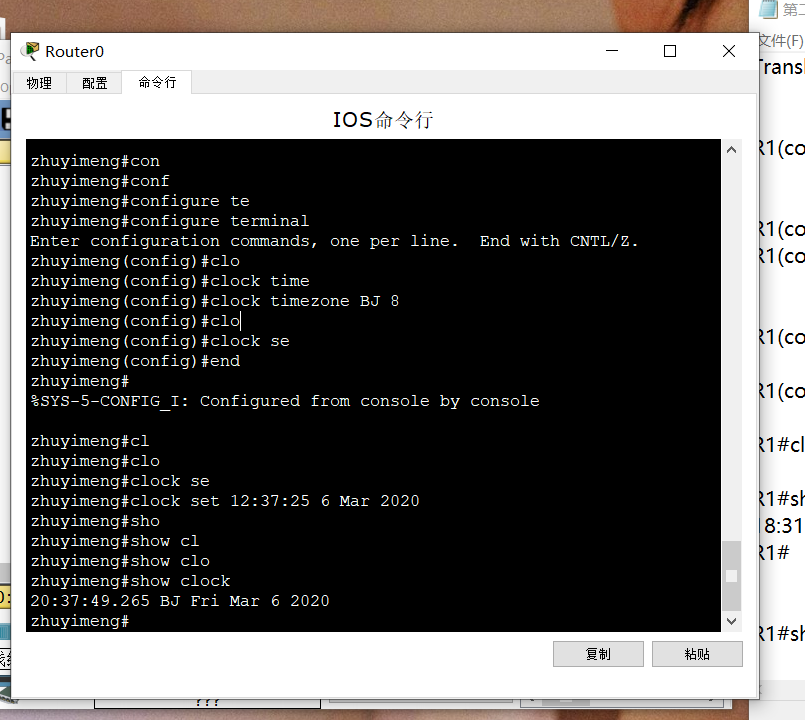 第二
Router0
文件(F)
物理 配置 命令行
Trans
IOS命令行
zhuyimeng#con
zhuyimeng#conf
zhuyimeng#configure te
zhuyimeng#configure terminal
Enter configuration commands, one per line.  End with CNTL/Z.
zhuyimeng(config)#clo
zhuyimeng(config)#clock time
zhuyimeng(config)#clock timezone BJ 8
zhuyimeng(config)#clo
zhuyimeng(config)#clock se
zhuyimeng(config)#end
zhuyimeng#
%SYS-5-CONFIG_I: Configured from console by console
zhuyimeng#cl
zhuyimeng#clo
zhuyimeng#clock se
zhuyimeng#clock set 12:37:25 6 Mar 2020
zhuyimeng#sho
zhuyimeng#show cl
zhuyimeng#show clo
zhuyimeng#show clock
20:37:49.265 BJ Fri Mar 6 2020
zhuyimeng#
复制 粘贴
R1(co
R1(co
R1(co
R1(co
R1(co
R1#cl
R1#sh
8:31
R1#
R1#sh
???